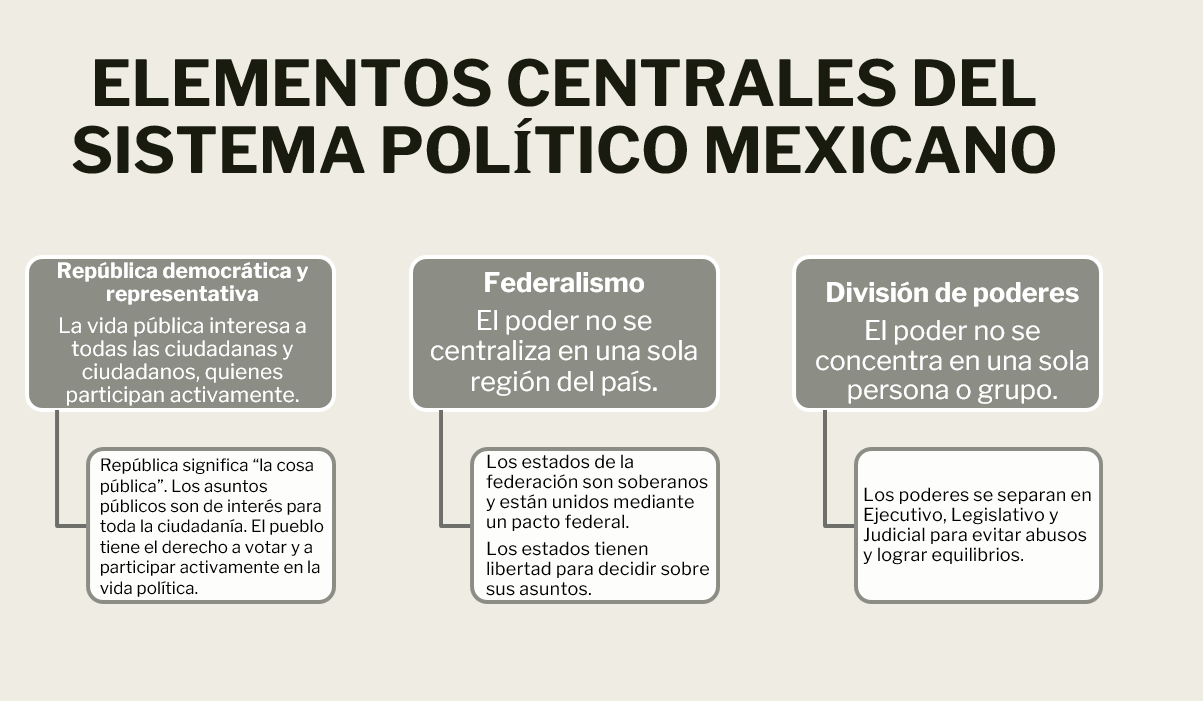 ELEMENTOS CENTRALES DEL
SISTEMA POLÍTICO MEXICANO
República democrática y
representativa
La vida pública interesa a
todas las ciudadanas y
ciudadanos, quienes
participan activamente.
República significa “la cosa
pública”. Los asuntos
públicos son de interés para
toda la ciudadanía. El pueblo
tiene el derecho a votar y a
participar activamente en la
vida política.
Federalismo
El poder no se
centraliza en una sola
región del país.
Los estados de la
federación son soberanos
y están unidos mediante
un pacto federal.
Los estados tienen
libertad para decidir sobre
sus asuntos.
División de poderes
El poder no se
concentra en una sola
persona o grupo.
Los poderes se separan en
Ejecutivo, Legislativo y
Judicial para evitar abusos
y lograr equilibrios.